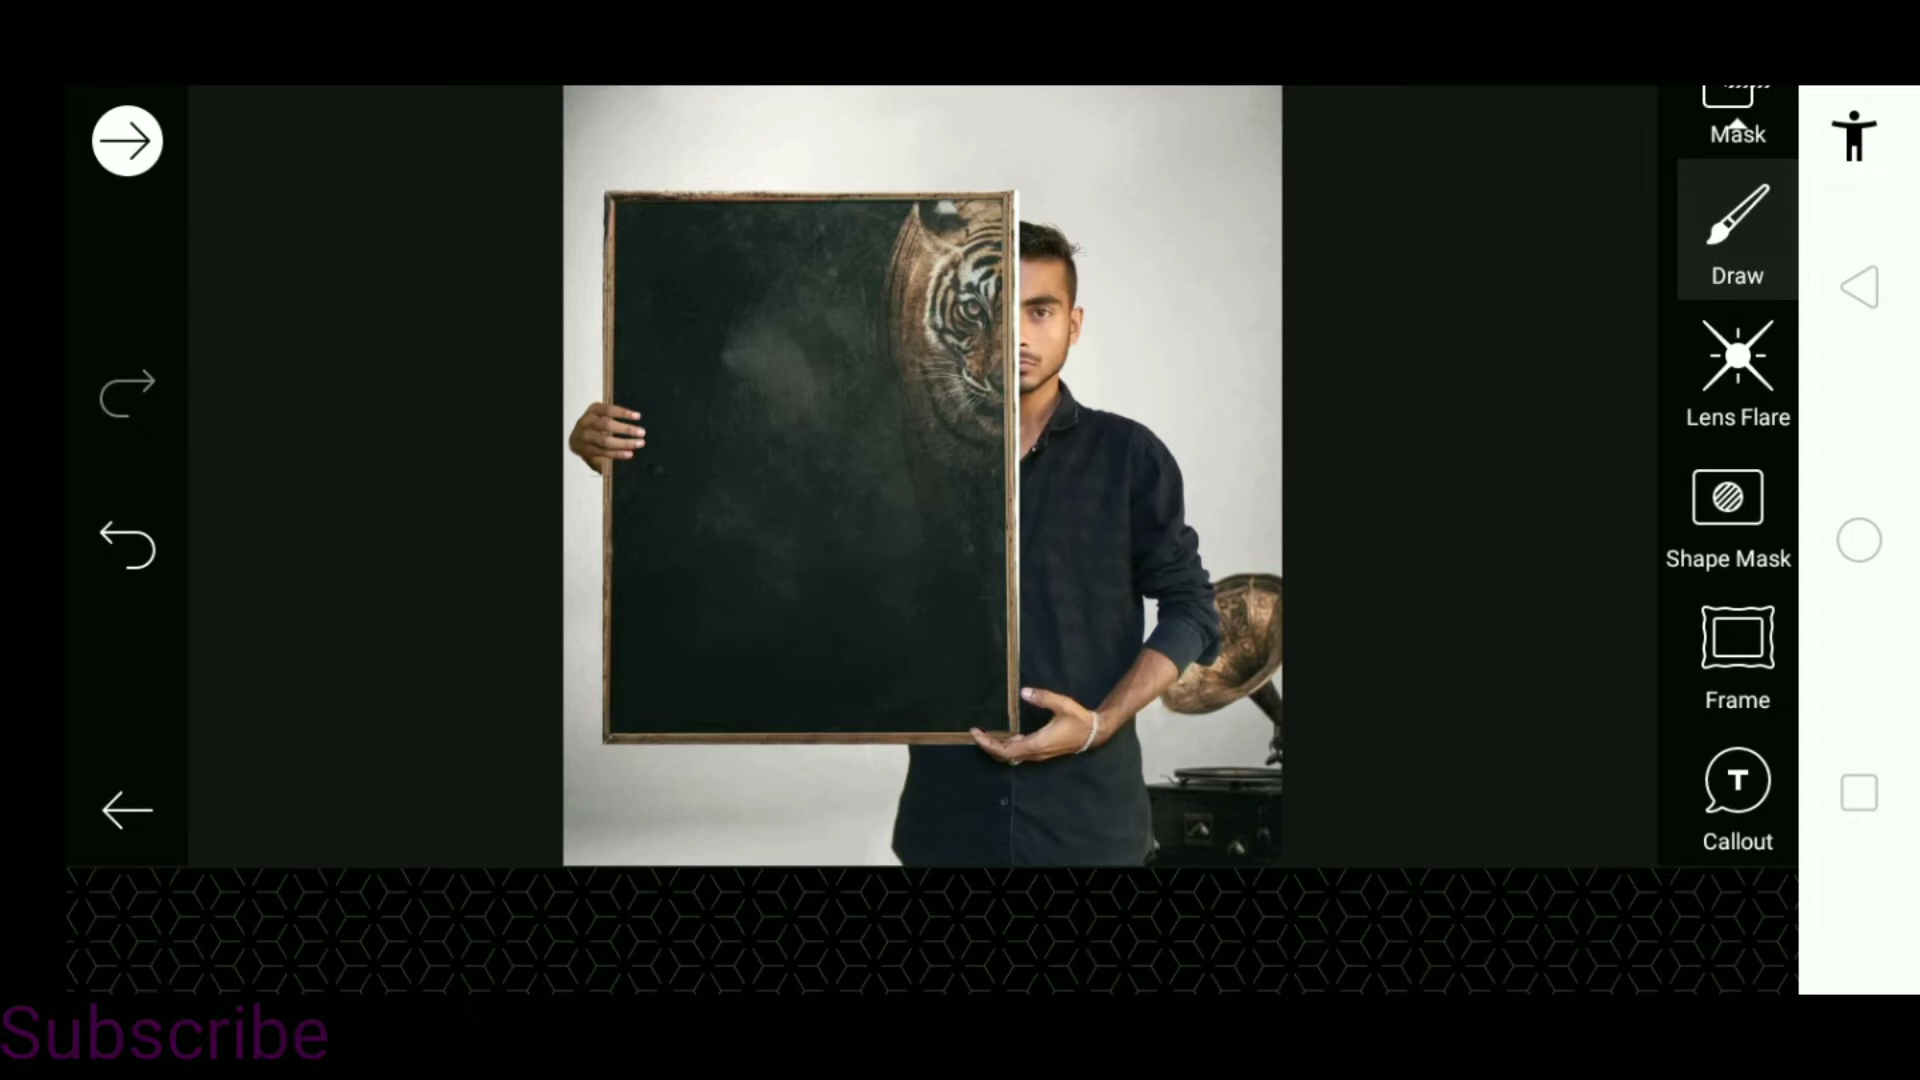 Mask
Draw
Lens Flare
Shape Mask
Frame
T
Callout
Subscribe